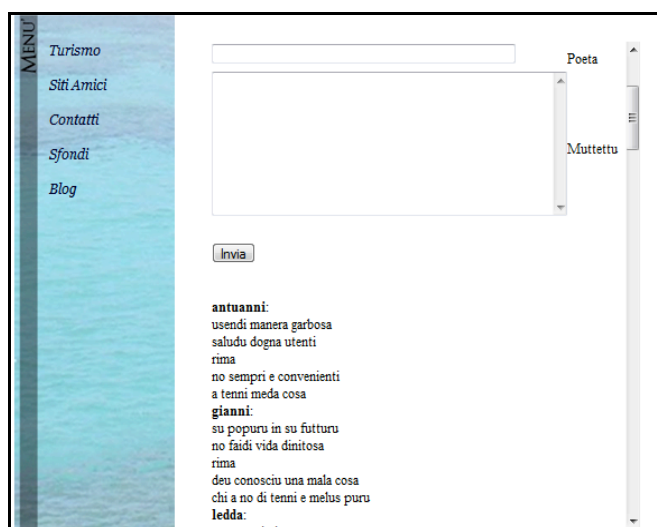 MENU'
Turismo
Siti Amici
Contatti
Sfondi
Blog
Poeta
Muttettu
Invia
antuanni:
usendi manera garbosa
saludu dogna utenti
rima
no sempri e convenienti
a tenni meda cosa
gianni:
su popuru in su futturu
no faidi vida dinitosa
rima
deu conosciu una mala cosa
chi a no di tenni e melus puru
ledda: